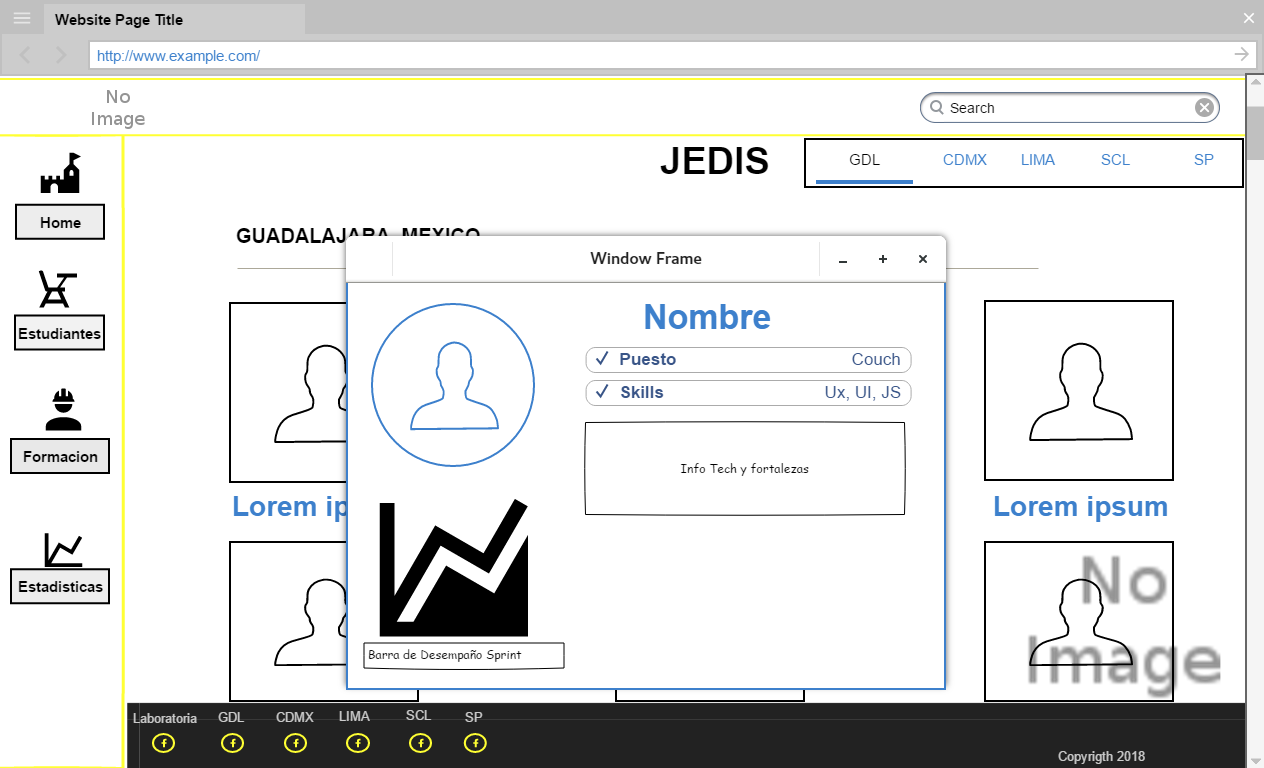 Website Page Title
http://www.example.com/
No
Image
Search
JEDIS
GDL CDMX LIMA SCL SP
Home
GUADALAJARA, MEXICO
Window Frame
Estudiantes
Nombre
Puesto Couch
Skills Ux, UI, JS
Formacion
Info Tech y fortalezas
Lorem ip
Lorem ipsum
Estadisticas
No
Image
Barra de Desempaño Sprint
Laboratoria GDL CDMX LIMA SCL SP
Copyrigth 2018